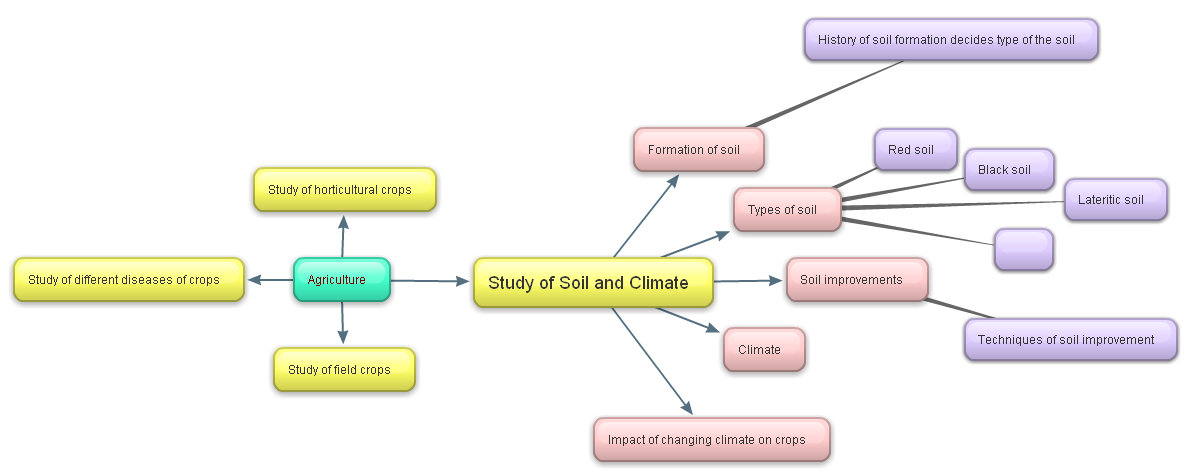 History of soil formation decides type of the soil
Formation of soil
Red soil
Black soil
Study of horticultural crops
Types of soil
Lateritic soil
Study of different diseases of crops
Agriculture
Study of Soil and Climate
Soil improvements
Techniques of soil improvement
Climate
Study of field crops
Impact of changing climate on crops